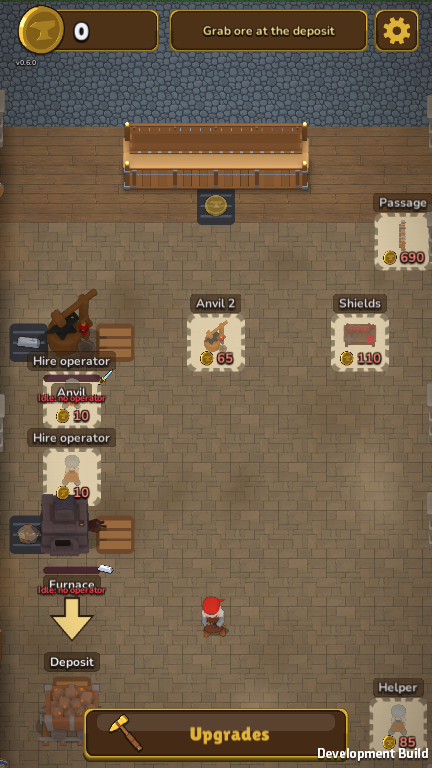 0
Grab ore at the deposit
v0.6.0
Passage
690
Anvil 2
65
Shields
110
Hire operator
Anvil
Idle: no operator
10
Hire operator
10
Furnace
Idle: no operator
Deposit
Helper
85
Upgrades
Development Build